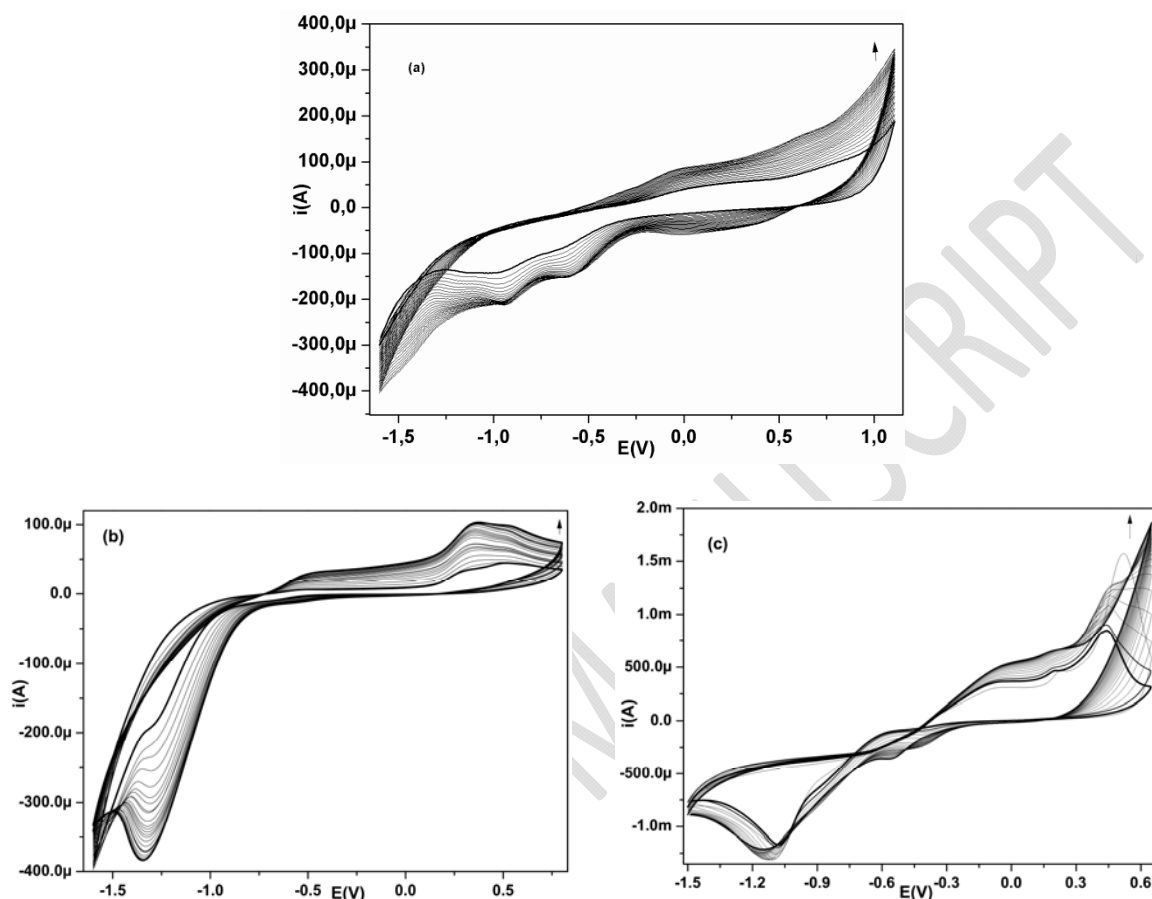 400,0µ
300,0µ
200,0µ
100,0µ
0,0
-100,0µ
-200,0µ
-300,0µ
-400,0µ
i(A)
(a)
-1,5 -1,0 -0,5 0,0 0,5 1,0
E(V)
100.0µ
0.0
-100.0µ
-200.0µ
-300.0µ
-400.0µ
i(A)
(b)
-1.5 -1.0 -0.5 0.0 0.5
E(V)
2.0m
1.5m
1.0m
500.0µ
0.0
-500.0µ
-1.0m
i(A)
(c)
-1.5 -1.2 -0.9 -0.6 -0.3 0.0 0.3 0.6
E(V)